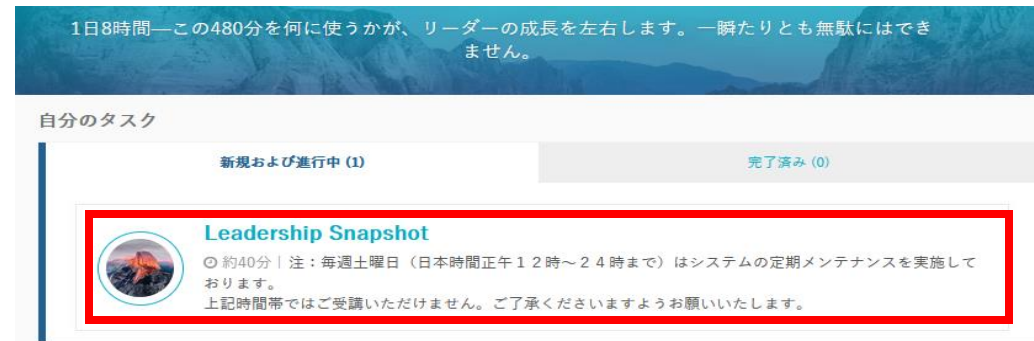 1日8時間―この480分を何に使うかが、リーダーの成長を左右します。一瞬たりとも無駄にはでき
ません。
自分のタスク
新規および進行中 (1)
完了済み (0)
Leadership Snapshot
約40分 | 注：毎週土曜日（日本時間正午１２時～２４時まで）はシステムの定期メンテナンスを実施して
おります。
上記時間帯ではご受講いただけません。ご了承くださいますようお願いいたします。